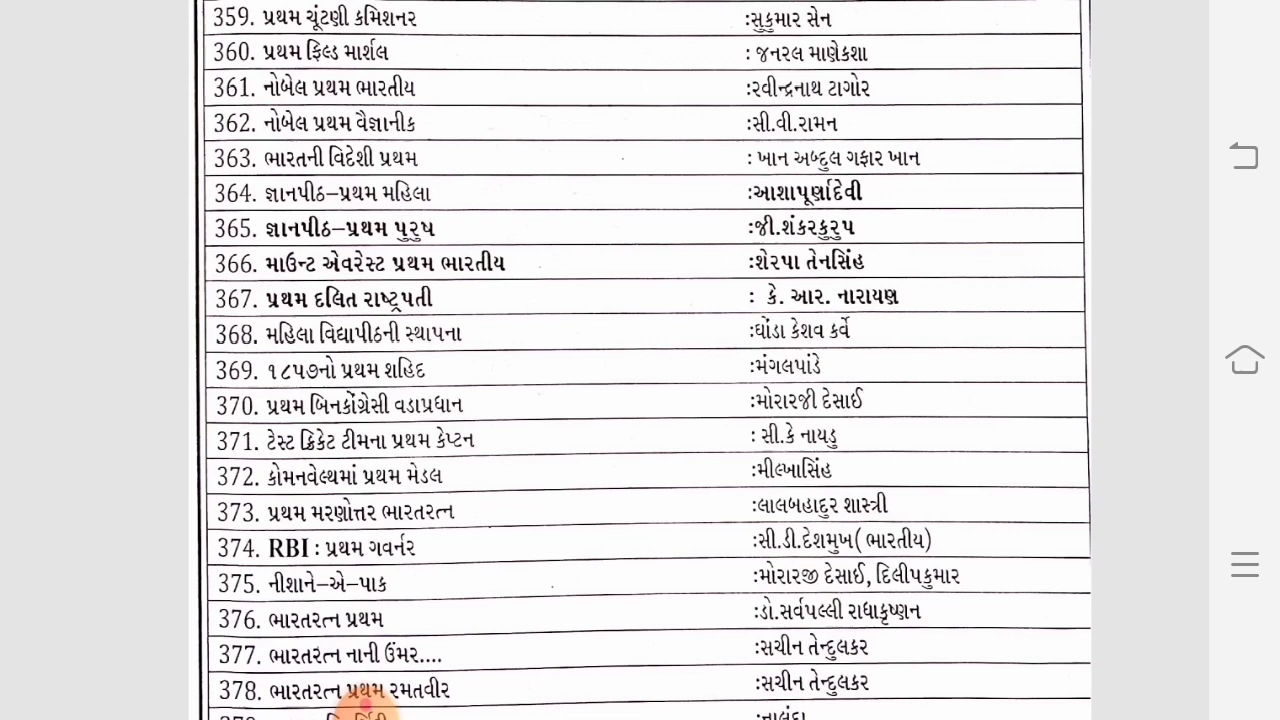 359. પ્રથમ ચૂંટણી કમિશનર :સુકુમાર સેન
360. પ્રથમ ફિલ્ડ માર્શલ : જનરલ માણેકશા
361. નોબેલ પ્રથમ ભારતીય :રવીન્દ્રનાથ ટાગોર
362. નોબેલ પ્રથમ વૈજ્ઞાનીક :સી.વી.રામન
363. ભારતની વિદેશી પ્રથમ : ખાન અબ્દુલ ગફાર ખાન
364. જ્ઞાનપીઠ–પ્રથમ મહિલા :આશાપૂર્ણાદેવી
365. જ્ઞાનપીઠ–પ્રથમ પુરુષ :જી.શંકરકુરુપ
366. માઉન્ટ એવરેસ્ટ પ્રથમ ભારતીય :શેરપા તેનસિંહ
367. પ્રથમ દલિત રાષ્ટ્રપતી : કે. આર. નારાયણ
368. મહિલા વિદ્યાપીઠની સ્થાપના :ઘોંડા કેશવ કર્વે
369. ૧૮૫૭નો પ્રથમ શહિદ :મંગલપાંડે
370. પ્રથમ બિનકોંગ્રેસી વડાપ્રધાન :મોરારજી દેસાઈ
371. ટેસ્ટ ક્રિકેટ ટીમના પ્રથમ કેપ્ટન : સી.કે નાયડુ
372. કોમનવેલ્થમાં પ્રથમ મેડલ :મીલ્ખાસિંહ
373. પ્રથમ મરણોત્તર ભારતરત્ન :લાલબહાદુર શાસ્ત્રી
374. RBI : પ્રથમ ગવર્નર :સી.ડી.દેશમુખ( ભારતીય)
375. નીશાને–એ–પાક :મોરારજી દેસાઈ, દિલીપકુમાર
376. ભારતરત્ન પ્રથમ :ડો.સર્વપલ્લી રાધાકૃષ્ણન
377. ભારતરત્ન નાની ઉંમર.... :સચીન તેન્દુલકર
378. ભારતરત્ન પ્રથમ રમતવીર :સચીન તેન્દુલકર
:નાલંદા